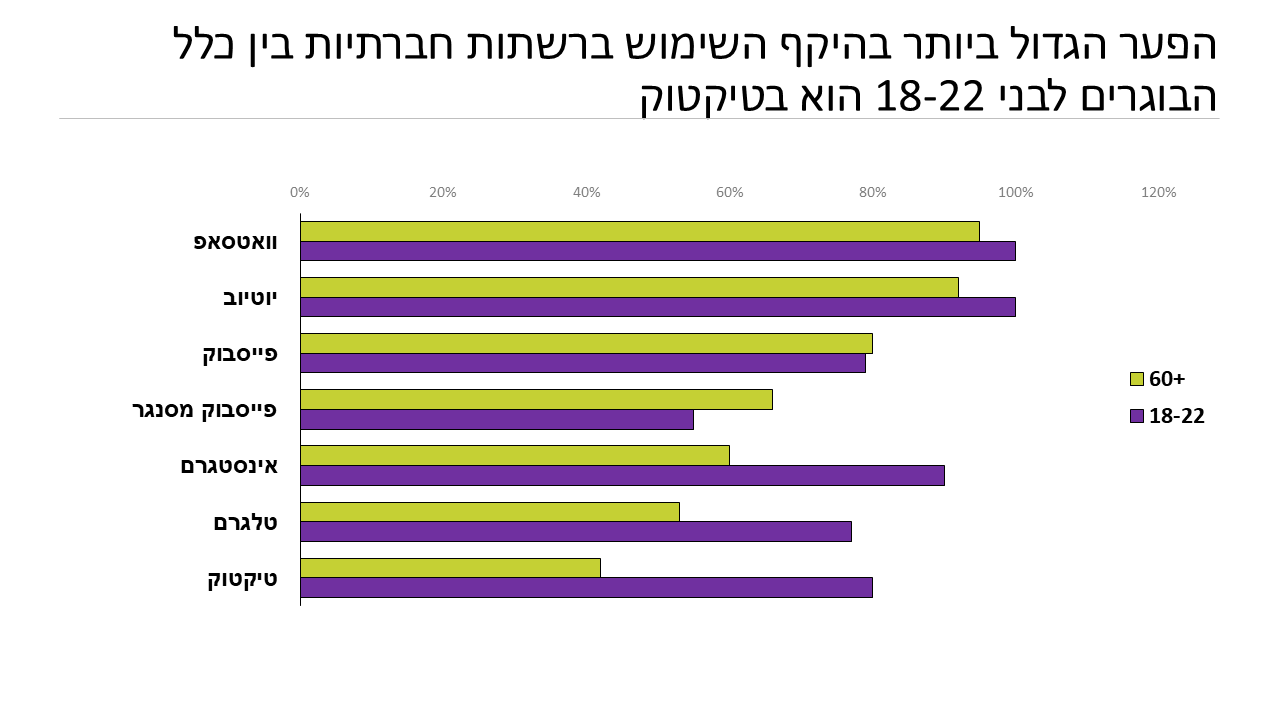 הפער הגדול ביותר בהיקף השימוש ברשתות חברתיות בין כלל
הבוגרים לבני 18-22 הוא בטיקטוק
0% 20% 40% 60% 80% 100% 120%
וואטסאפ
יוטיוב
פייסבוק
פייסבוק מסנגר
אינסטגרם
טלגרם
טיקטוק
60+
18-22